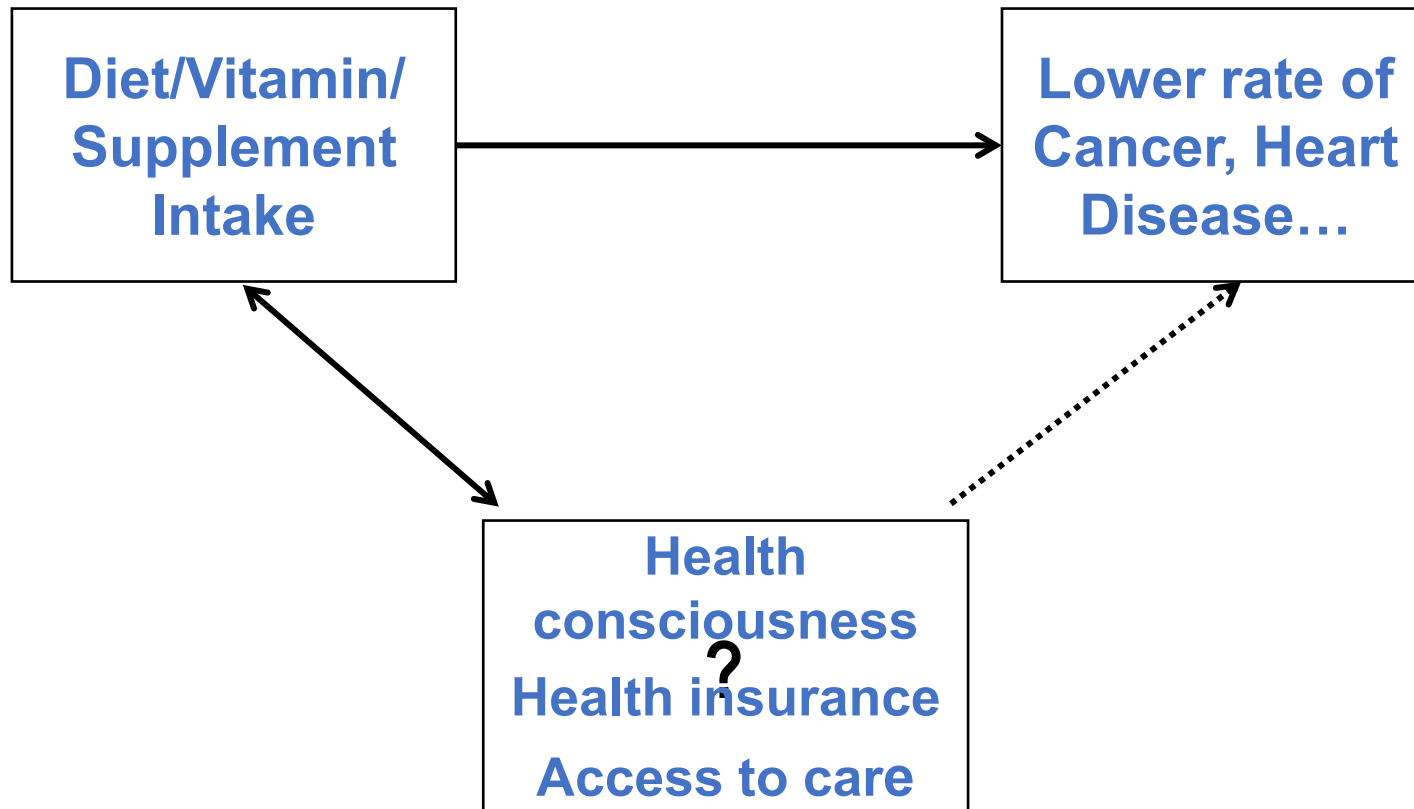 Diet/Vitamin/
Supplement
Intake
Lower rate of
Cancer, Heart
Disease…
Health
consciousness
?
Health insurance
Access to care